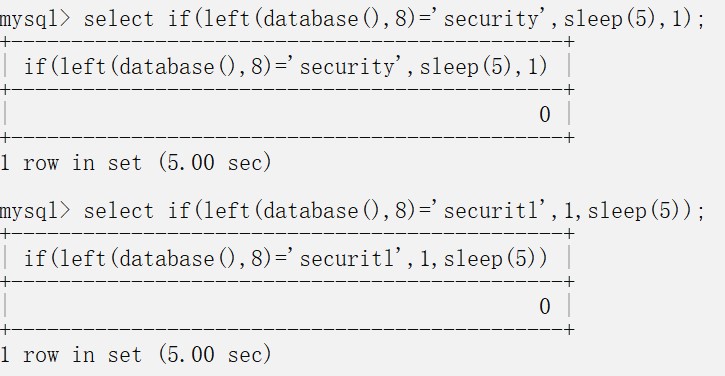 mysql> select if(left(database(),8)='security',sleep(5),1);
+-----------------------------------------------+
| if(left(database(),8)='security',sleep(5),1) |
+-----------------------------------------------+
| 0 |
+-----------------------------------------------+
1 row in set (5.00 sec)
mysql> select if(left(database(),8)='securitl',1,sleep(5));
+-----------------------------------------------+
| if(left(database(),8)='securitl',1,sleep(5)) |
+-----------------------------------------------+
| 0 |
+-----------------------------------------------+
1 row in set (5.00 sec)